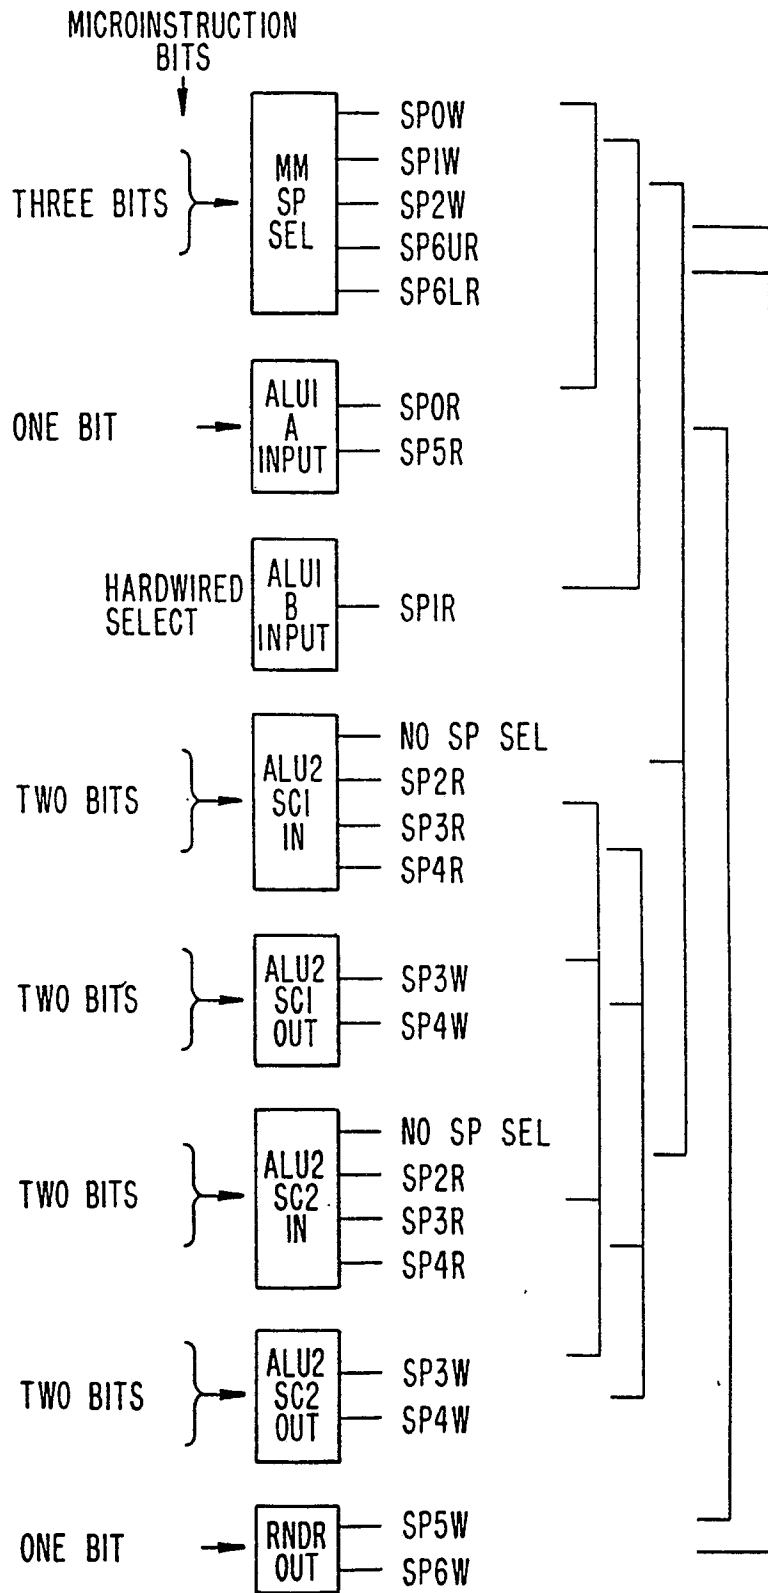 MICROINSTRUCTION
BITS
THREE BITS
MM
SP
SEL
SP0W
SP1W
SP2W
SP6UR
SP6LR
ONE BIT
ALU1
A
INPUT
SP0R
SP5R
HARDWIRED
SELECT
ALU1
B
INPUT
SP1R
TWO BITS
ALU2
SC1
IN
NO SP SEL
SP2R
SP3R
SP4R
TWO BITS
ALU2
SC1
OUT
SP3W
SP4W
TWO BITS
ALU2
SC2
IN
NO SP SEL
SP2R
SP3R
SP4R
TWO BITS
ALU2
SC2
OUT
SP3W
SP4W
ONE BIT
RNDR
OUT
SP5W
SP6W